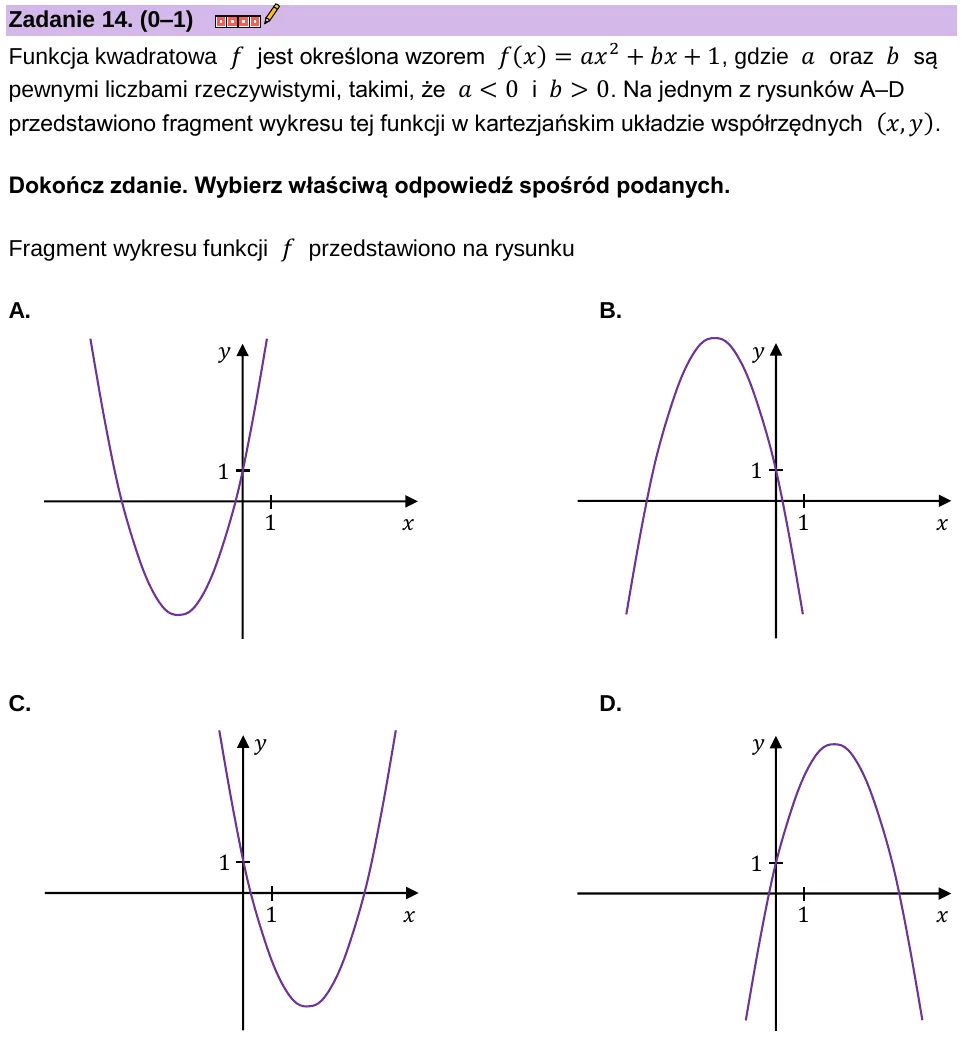 Zadanie 14. (0–1)
Funkcja kwadratowa f jest określona wzorem f(x) = ax² + bx + 1, gdzie a oraz b są
pewnymi liczbami rzeczywistymi, takimi, że a < 0 i b > 0. Na jednym z rysunków A–D
przedstawiono fragment wykresu tej funkcji w kartezjańskim układzie współrzędnych (x, y).
Dokończ zdanie. Wybierz właściwą odpowiedź spośród podanych.
Fragment wykresu funkcji f przedstawiono na rysunku
A.
y
1
1
x
B.
y
1
1
x
C.
y
1
1
x
D.
y
1
1
x